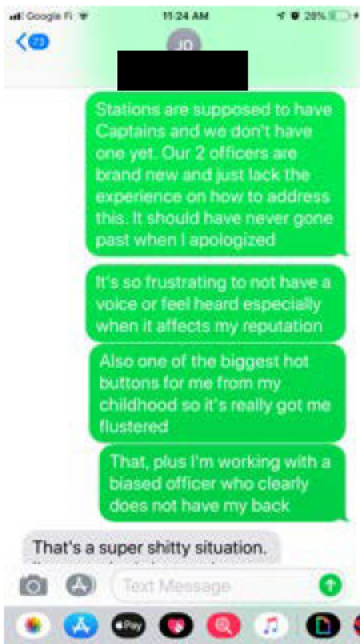 Google Fi
11:24 AM
28%
73
JD
Stations are supposed to have
Captains and we don't have
one yet. Our 2 officers are
brand new and just lack the
experience on how to address
this. It should have never gone
past when I apologized
It's so frustrating to not have a
voice or feel heard especially
when it affects my reputation
Also one of the biggest hot
buttons for me from my
childhood so it's really got me
flustered
That, plus I'm working with a
biased officer who clearly
does not have my back
That's a super shitty situation.
Text Message
Pay